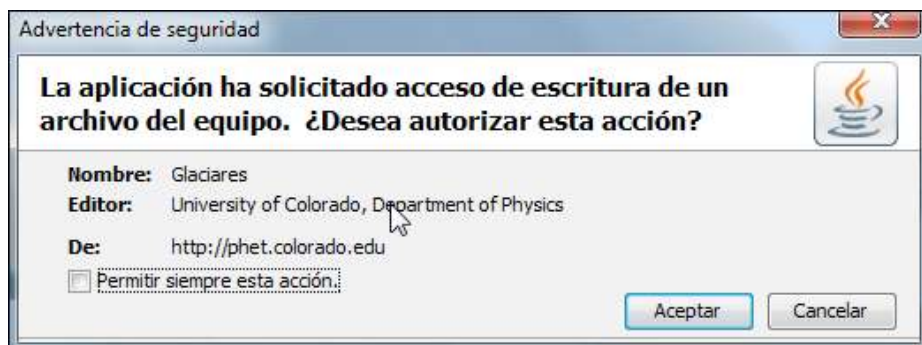 Advertencia de seguridad
La aplicación ha solicitado acceso de escritura de un
archivo del equipo. ¿Desea autorizar esta acción?
Nombre: Glaciares
Editor: University of Colorado, Department of Physics
De: http://phet.colorado.edu
Permitir siempre esta acción.
Aceptar Cancelar